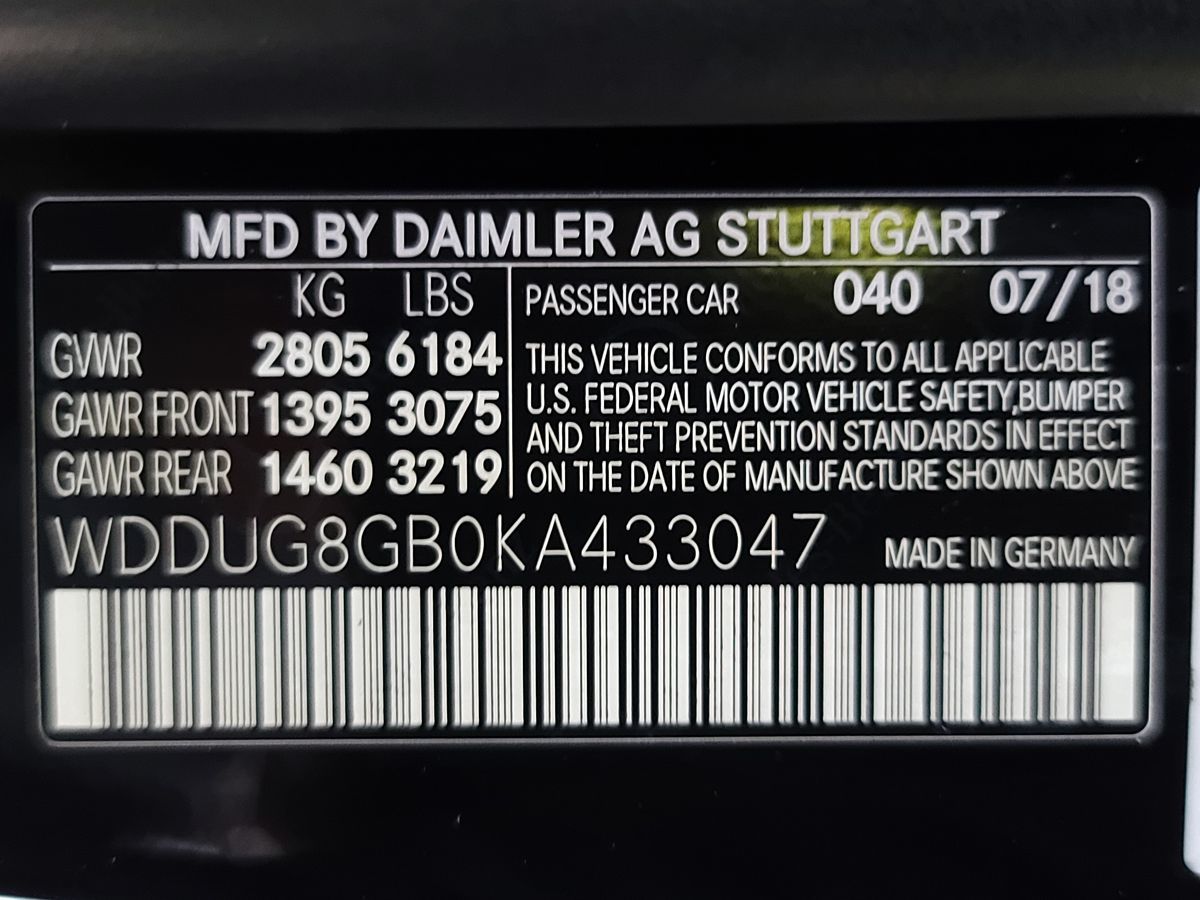 MFD BY DAIMLER AG STUTTGART
KG LBS
GVWR 2805 6184
GAWR FRONT 1395 3075
GAWR REAR 1460 3219
PASSENGER CAR 040 07/18
THIS VEHICLE CONFORMS TO ALL APPLICABLE
U.S. FEDERAL MOTOR VEHICLE SAFETY,BUMPER
AND THEFT PREVENTION STANDARDS IN EFFECT
ON THE DATE OF MANUFACTURE SHOWN ABOVE
WDDUG8GB0KA433047 MADE IN GERMANY